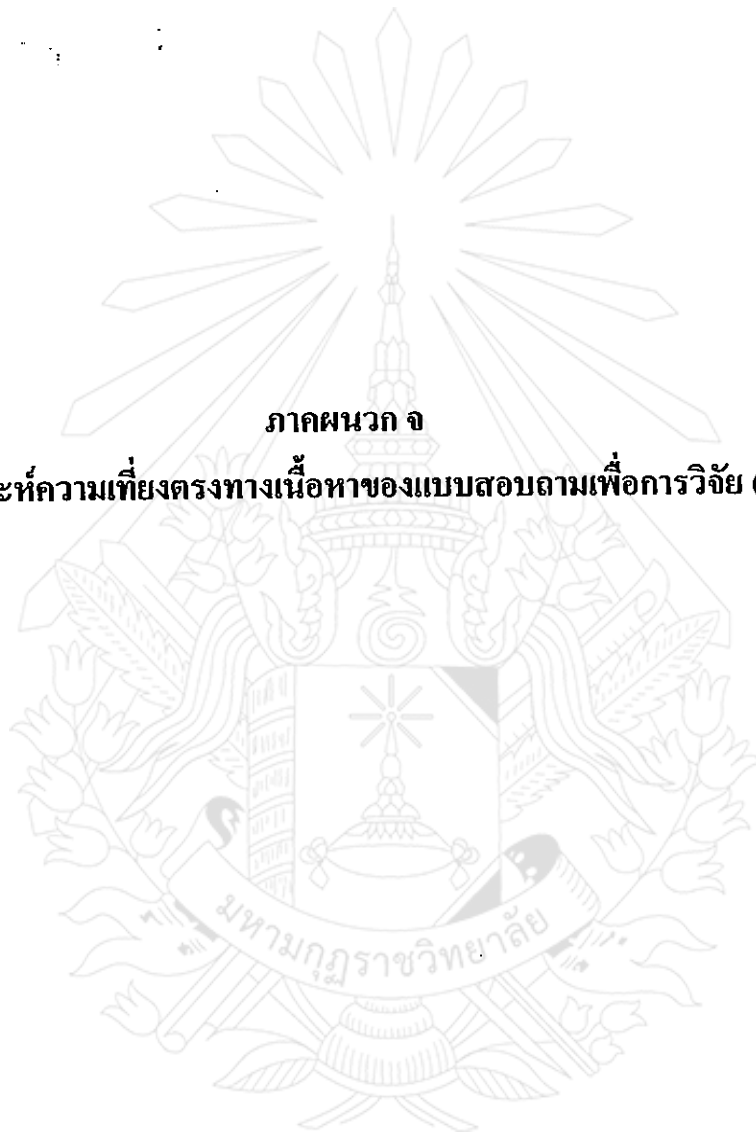 ภาคผนวก จ
ะห์ความเที่ยงตรงทางเนื้อหาของแบบสอบถามเพื่อการวิจัย (
มหามกุฏราชวิทยาลัย